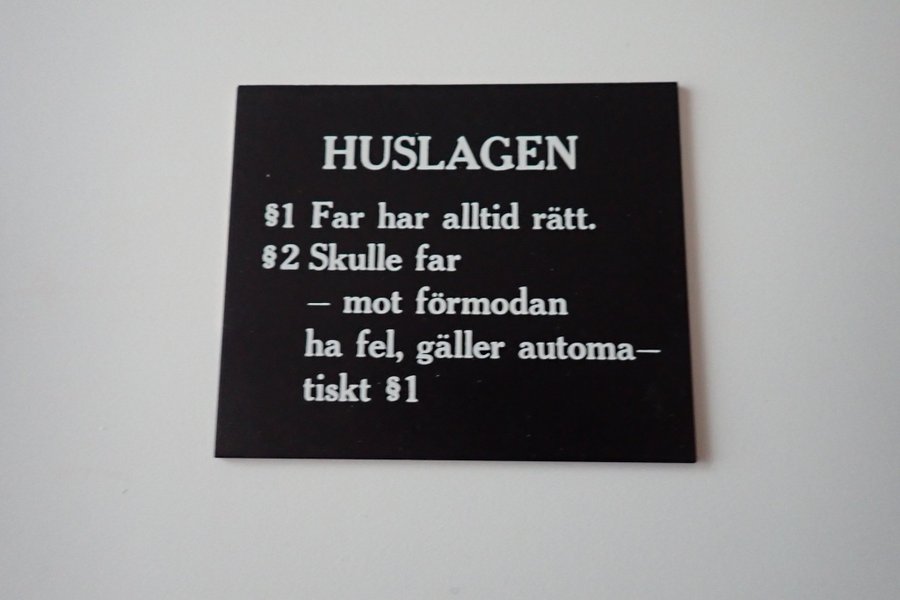 HUSLAGEN
§1 Far har alltid rätt.
§2 Skulle far
– mot förmodan
ha fel, gäller automa–
tiskt §1